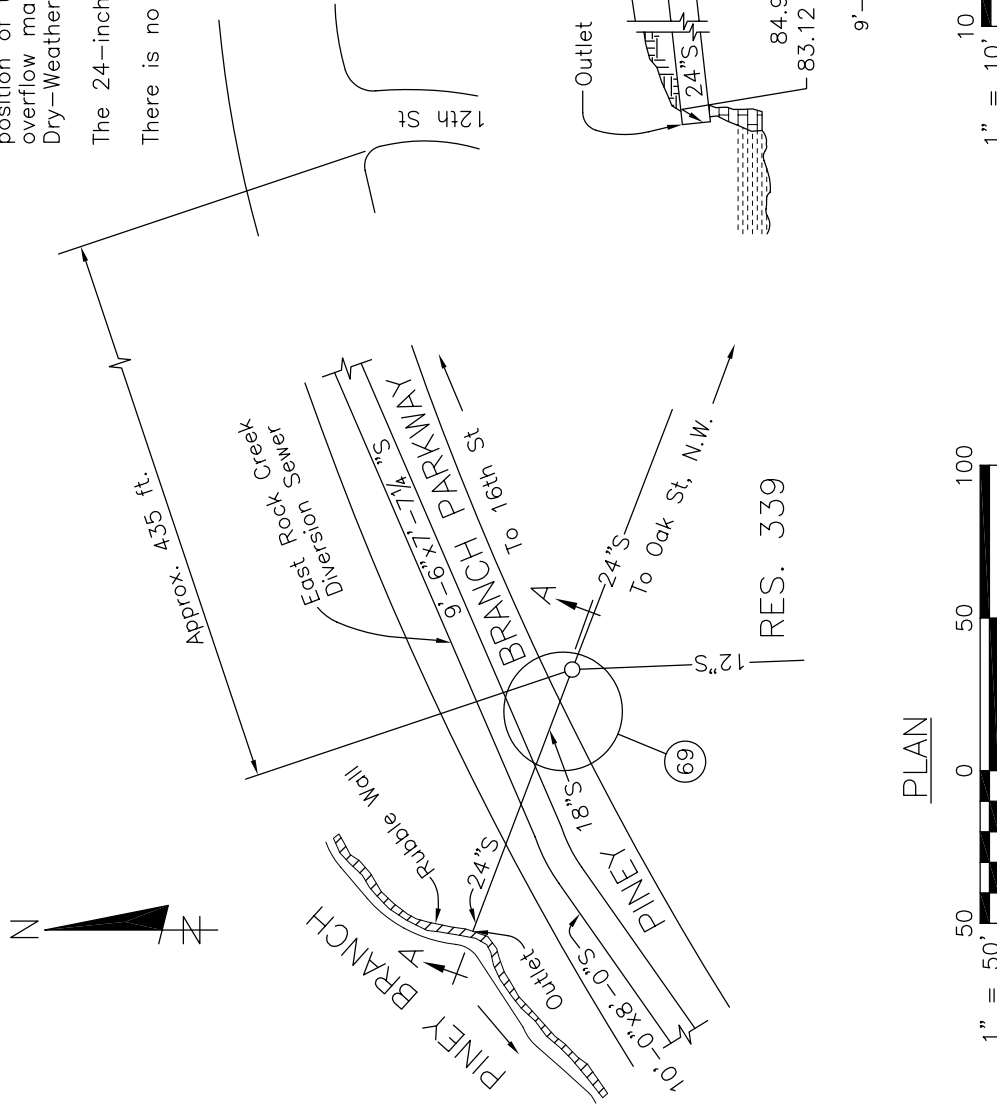 position of
overflow ma
Dry-Weather
The 24-inch
There is no
N
Approx. 435 ft.
12th St
East Rock Creek
Diversion Sewer
9'-6"x7'-7¼ "S
BRANCH PARKWAY
To 16th St
Outlet
24"S
84.9
83.12
9'-
Rubble Wall
PINEY BRANCH
A
24"S
Outlet
18"S
PINEY
10'-0"x8'-0"S
A
24"S
To Oak St, N.W.
12"S
69
RES. 339
PLAN
50
0
50
100
1" = 50'
10
1" = 10'